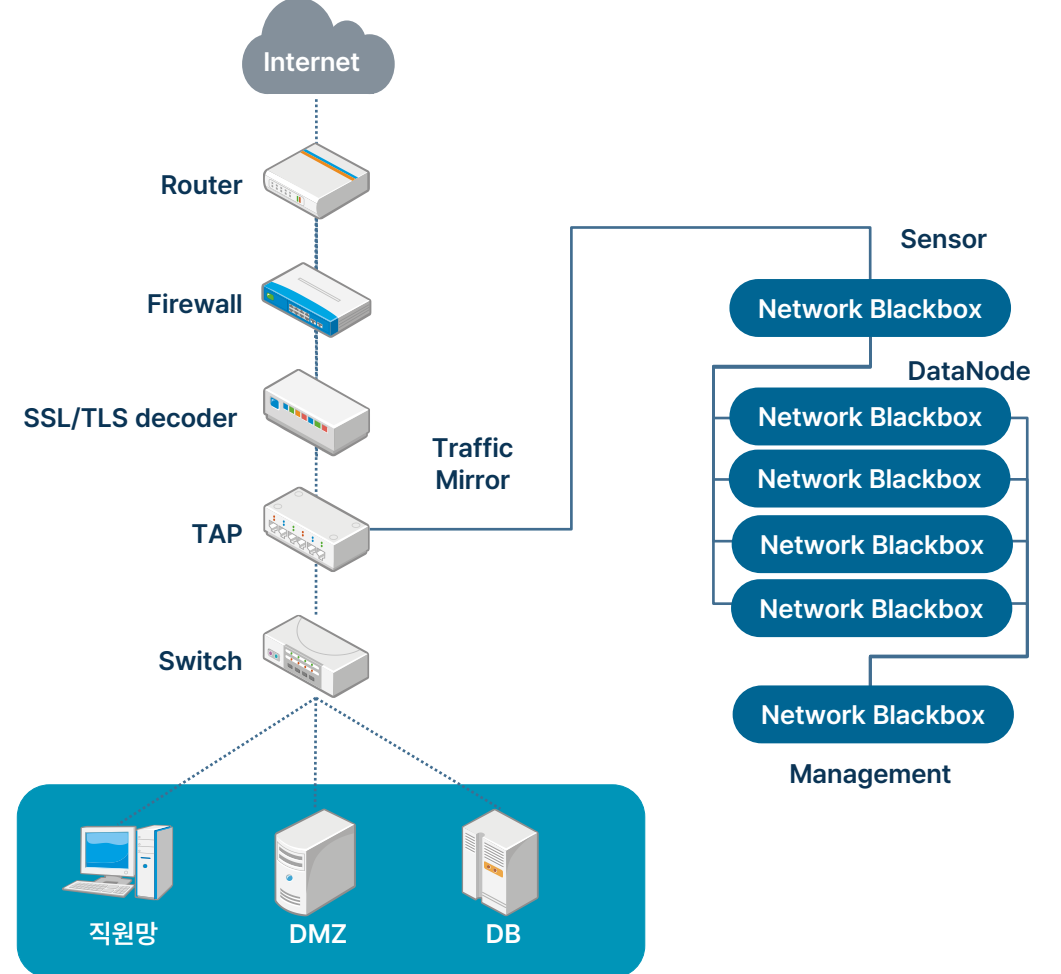 Internet
Router
Firewall
SSL/TLS decoder
Traffic
Mirror
TAP
Switch
직원망
DMZ
DB
Sensor
Network Blackbox
DataNode
Network Blackbox
Network Blackbox
Network Blackbox
Network Blackbox
Network Blackbox
Management